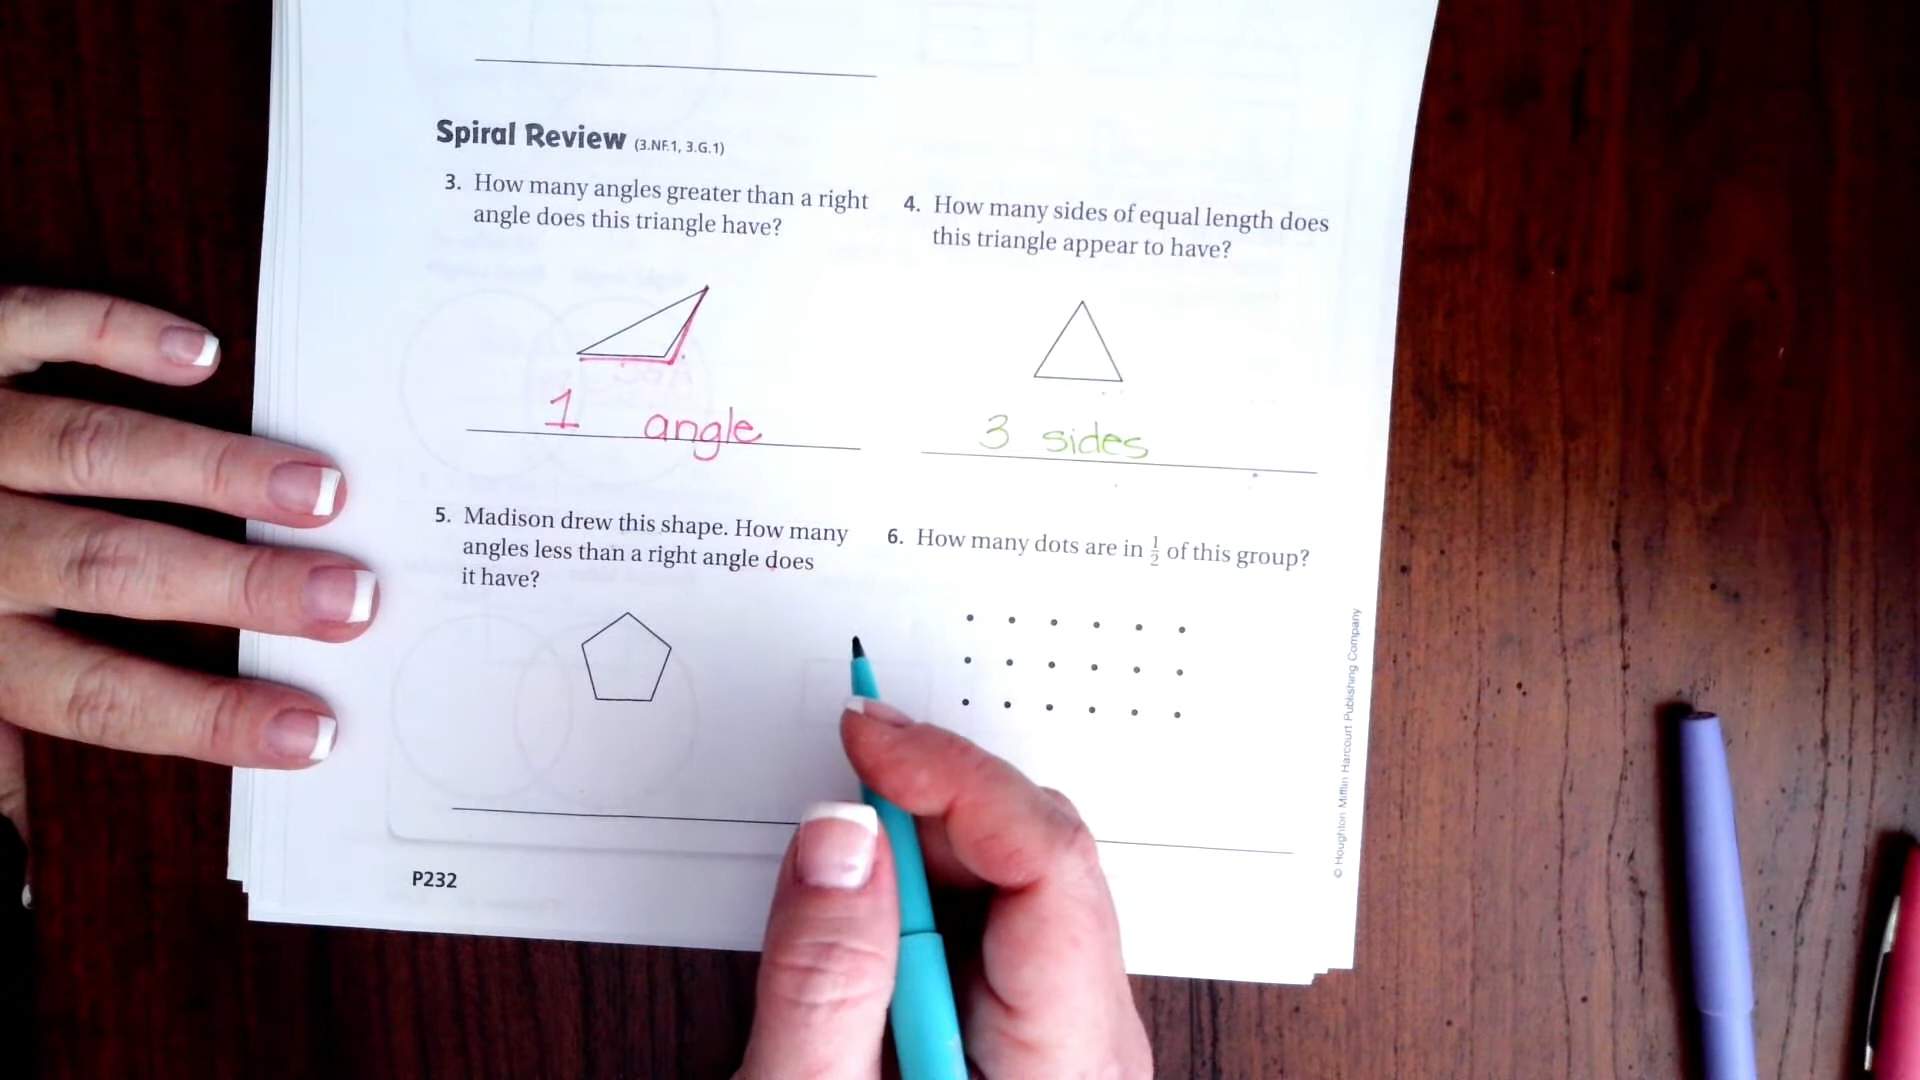 Spiral Review (3.NF.1, 3.G.1)
3. How many angles greater than a right
angle does this triangle have?
1 angle
4. How many sides of equal length does
this triangle appear to have?
3 sides
5. Madison drew this shape. How many
angles less than a right angle does
it have?
6. How many dots are in 1/2 of this group?
P232
© Houghton Mifflin Harcourt Publishing Company